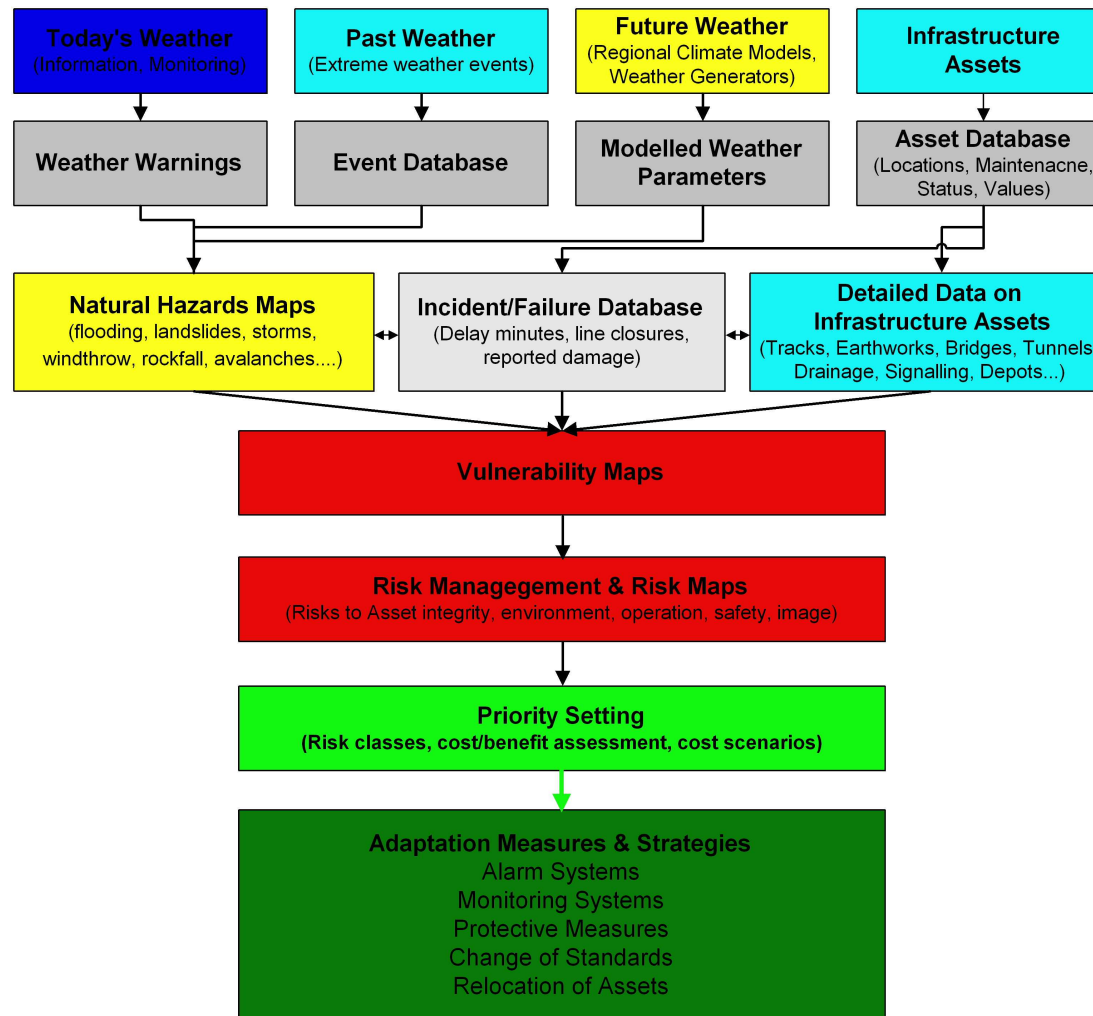 Today's Weather
(Information, Monitoring)
Past Weather
(Extreme weather events)
Future Weather
(Regional Climate Models,
Weather Generators)
Infrastructure
Assets
Weather Warnings
Event Database
Modelled Weather
Parameters
Asset Database
(Locations, Maintenacne,
Status, Values)
Natural Hazards Maps
(flooding, landslides, storms,
windthrow, rockfall, avalanches....)
Incident/Failure Database
(Delay minutes, line closures,
reported damage)
Detailed Data on
Infrastructure Assets
(Tracks, Earthworks, Bridges, Tunnels
Drainage, Signalling, Depots...)
Vulnerability Maps
Risk Managegement & Risk Maps
(Risks to Asset integrity, environment, operation, safety, image)
Priority Setting
(Risk classes, cost/benefit assessment, cost scenarios)
Adaptation Measures & Strategies
Alarm Systems
Monitoring Systems
Protective Measures
Change of Standards
Relocation of Assets